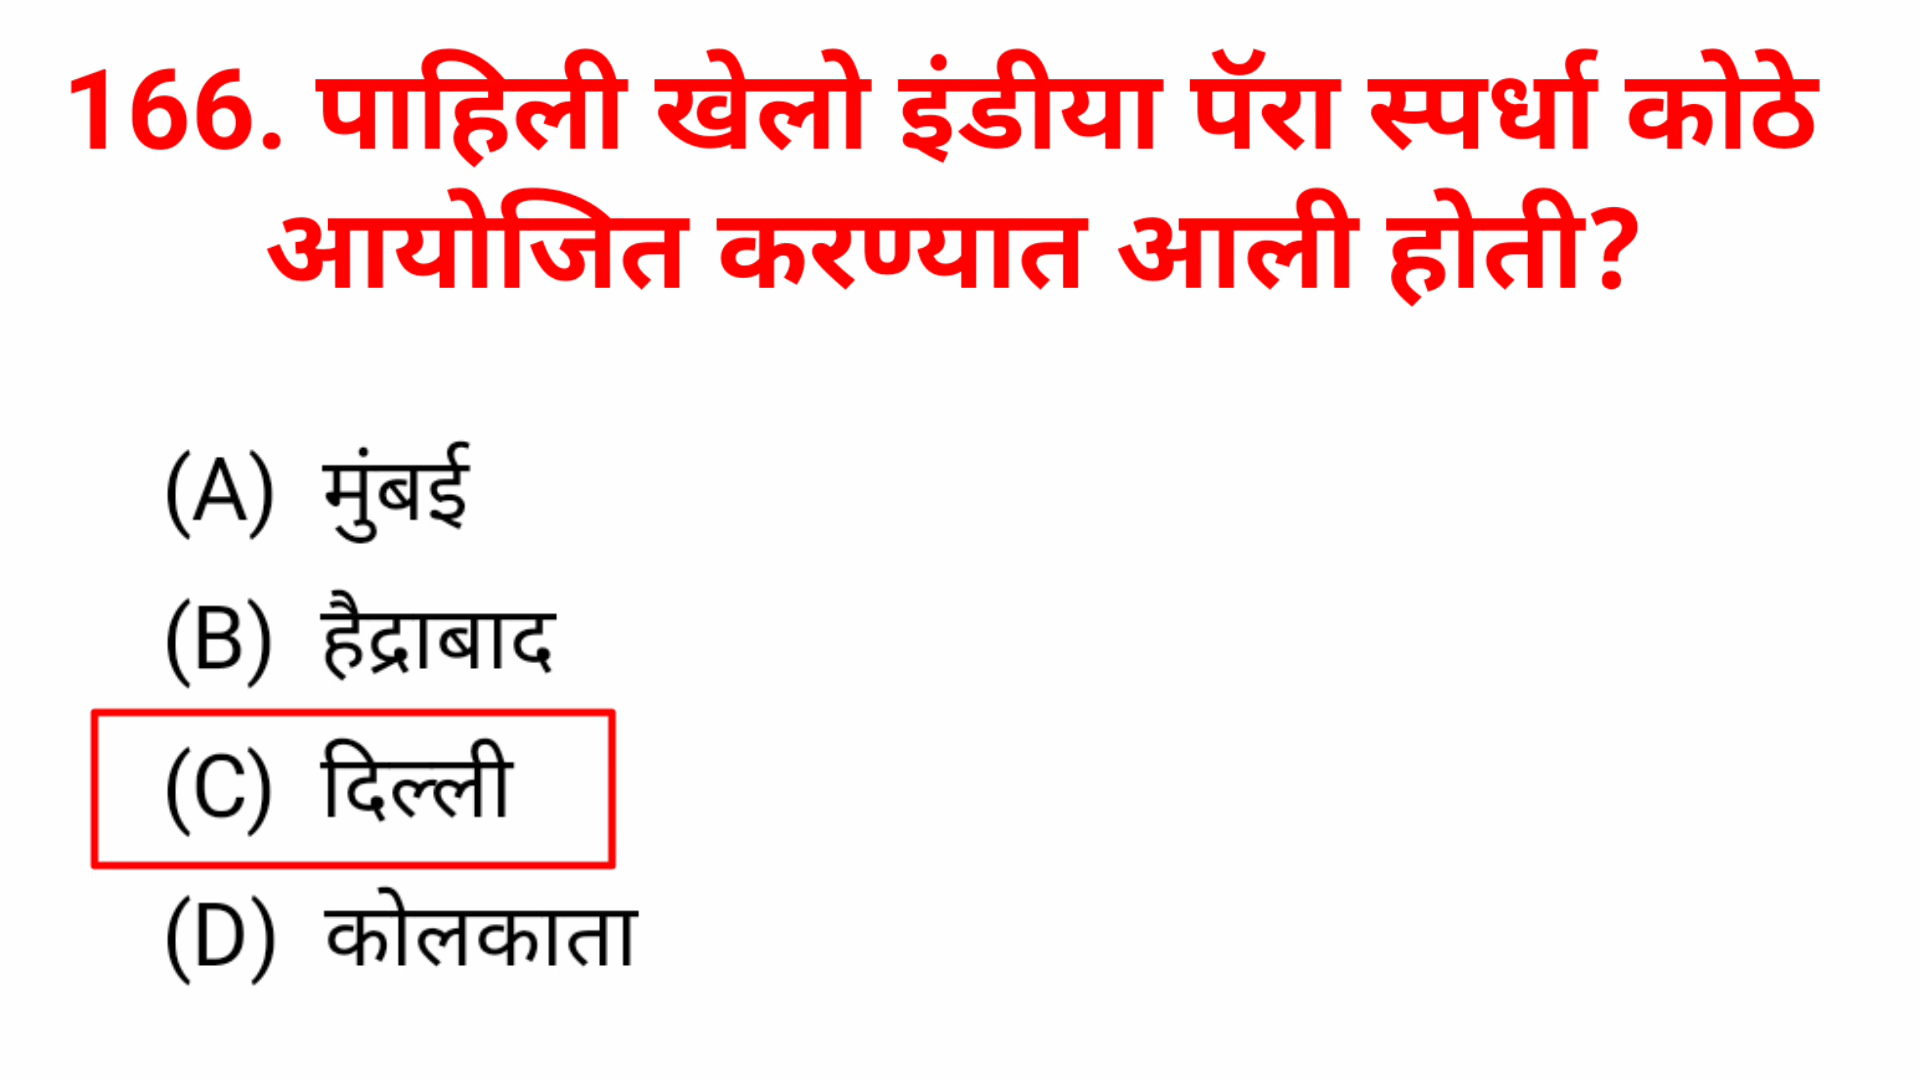 166. पाहिली खेलो इंडीया पॅरा स्पर्धा कोठे
आयोजित करण्यात आली होती?
(A) मुंबई
(B) हैद्राबाद
(C) दिल्ली
(D) कोलकाता